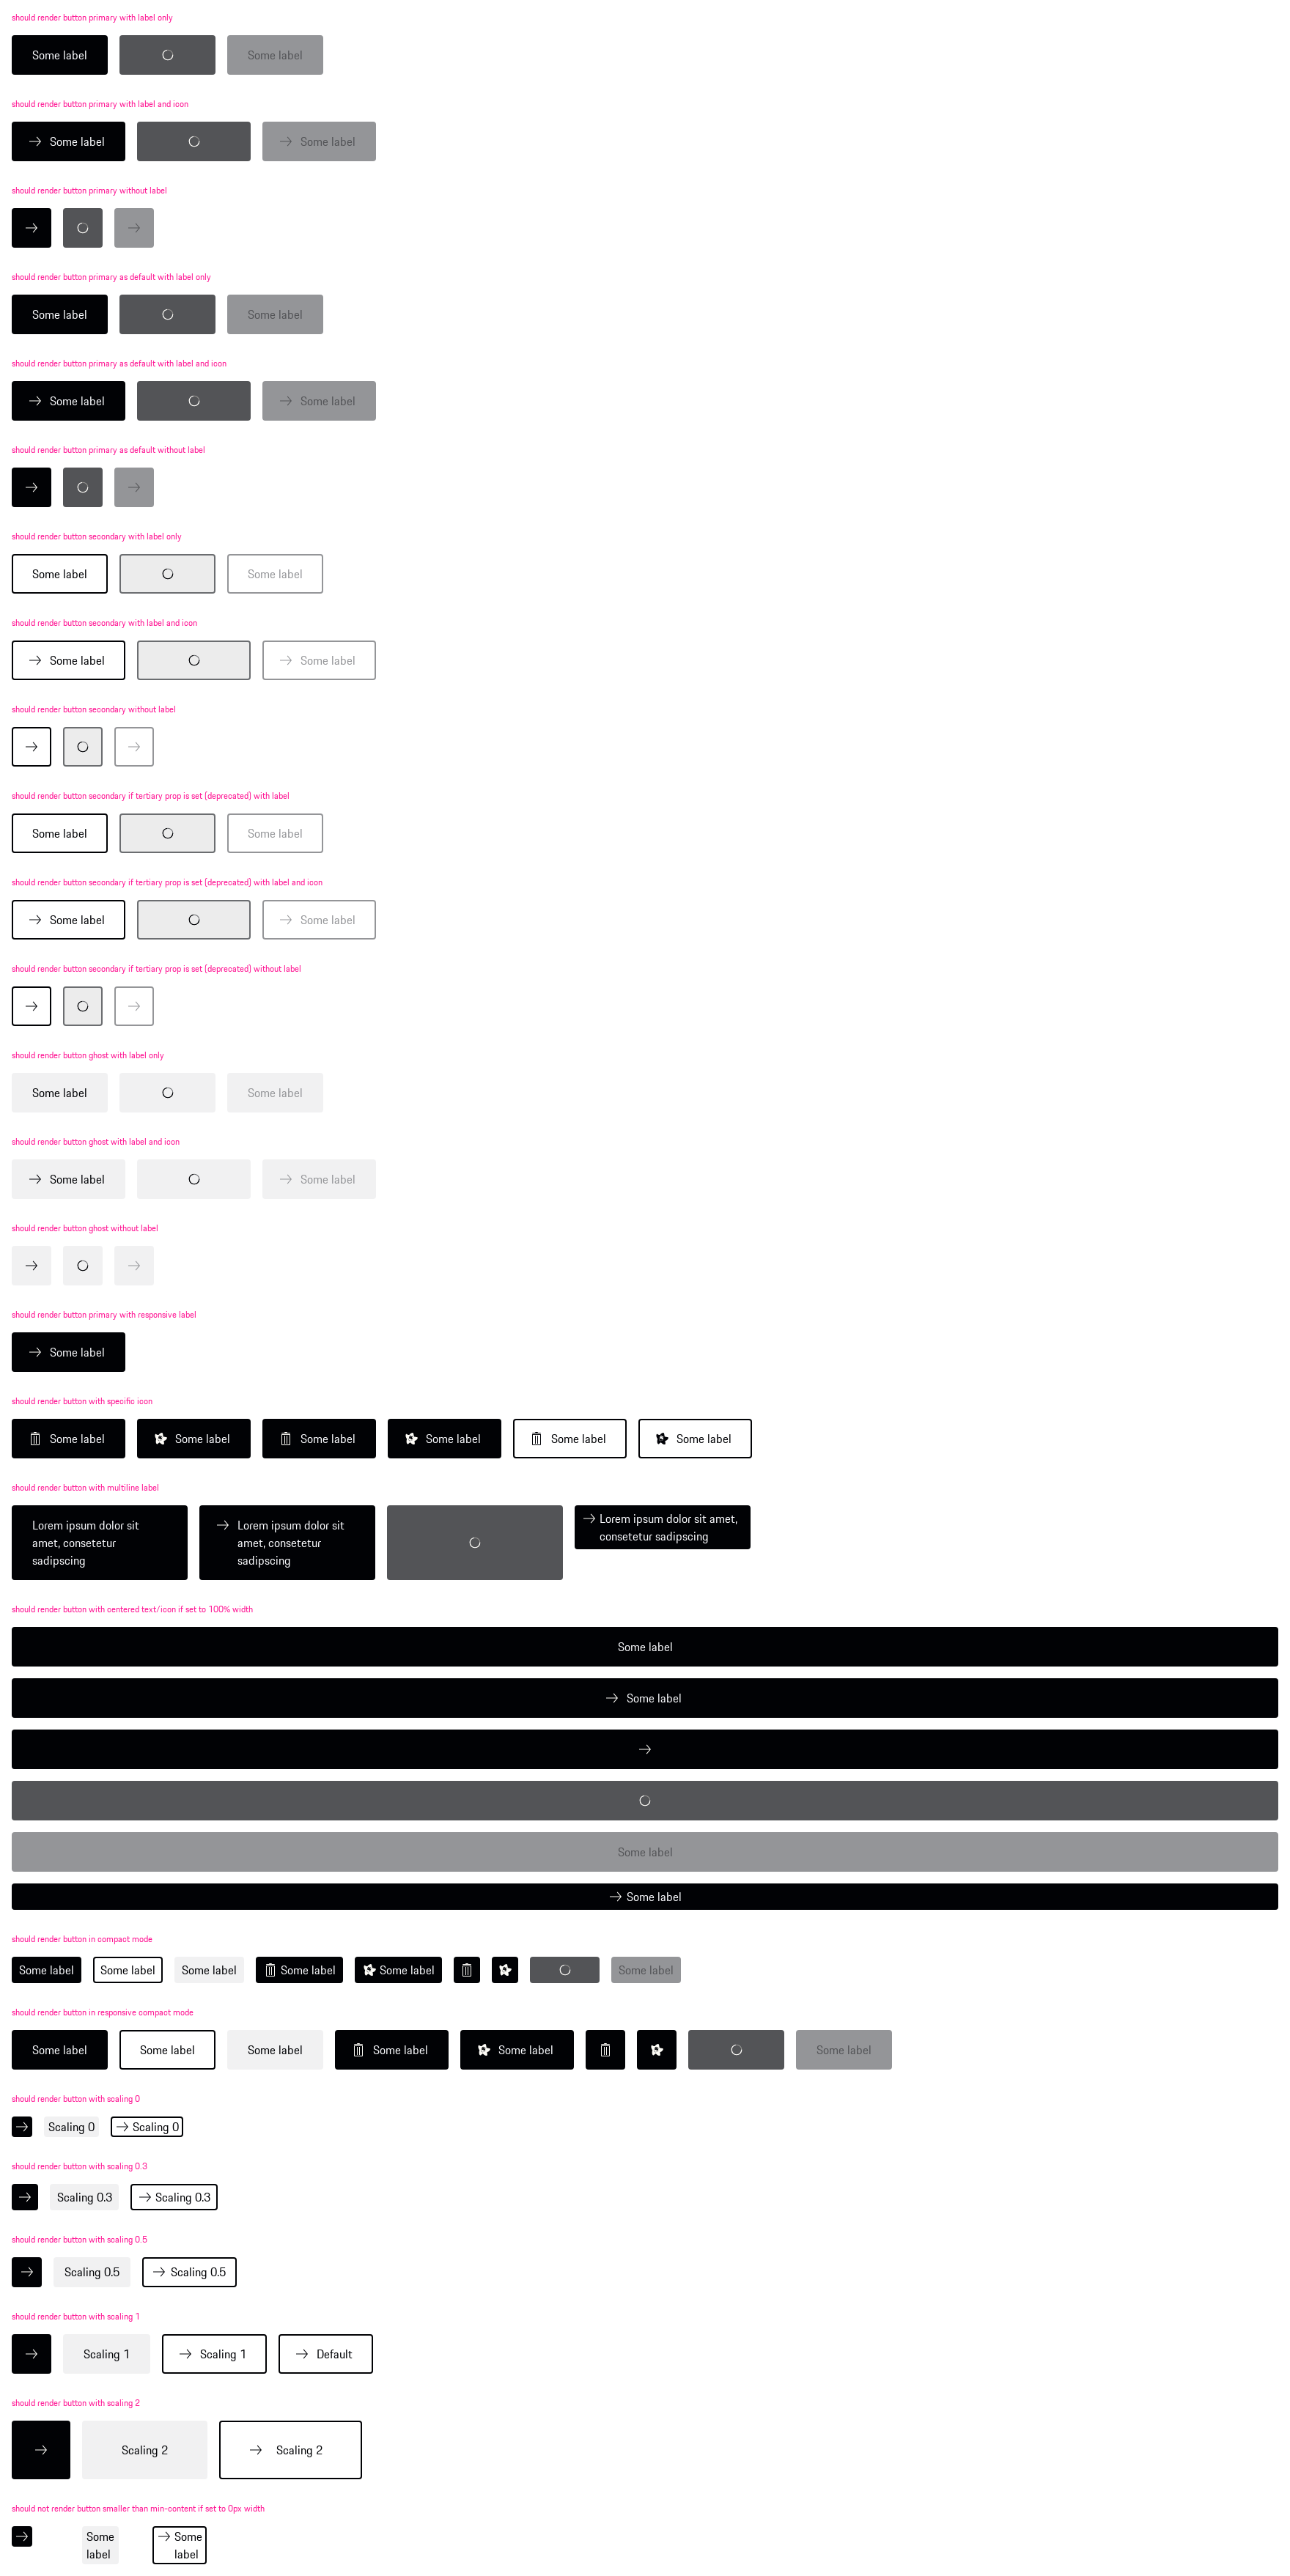 should render button primary with label only
Some label Some label
should render button primary with label and icon
Some label Some label
should render button primary without label
should render button primary as default with label only
Some label Some label
should render button primary as default with label and icon
Some label Some label
should render button primary as default without label
should render button secondary with label only
Some label Some label
should render button secondary with label and icon
Some label Some label
should render button secondary without label
should render button secondary if tertiary prop is set (deprecated) with label
Some label Some label
should render button secondary if tertiary prop is set (deprecated) with label and icon
Some label Some label
should render button secondary if tertiary prop is set (deprecated) without label
should render button ghost with label only
Some label Some label
should render button ghost with label and icon
Some label Some label
should render button ghost without label
should render button primary with responsive label
Some label
should render button with specific icon
Some label Some label Some label Some label Some label Some label
should render button with multiline label
Lorem ipsum dolor sit
amet, consetetur
sadipscing
Lorem ipsum dolor sit
amet, consetetur
sadipscing
Lorem ipsum dolor sit amet,
consetetur sadipscing
should render button with centered text/icon if set to 100% width
Some label
Some label
Some label
Some label
should render button in compact mode
Some label Some label Some label Some label Some label Some label
should render button in responsive compact mode
Some label Some label Some label Some label Some label Some label
should render button with scaling 0
Scaling 0 Scaling 0
should render button with scaling 0.3
Scaling 0.3 Scaling 0.3
should render button with scaling 0.5
Scaling 0.5 Scaling 0.5
should render button with scaling 1
Scaling 1 Scaling 1 Default
should render button with scaling 2
Scaling 2 Scaling 2
should not render button smaller than min-content if set to 0px width
Some
label
Some
label